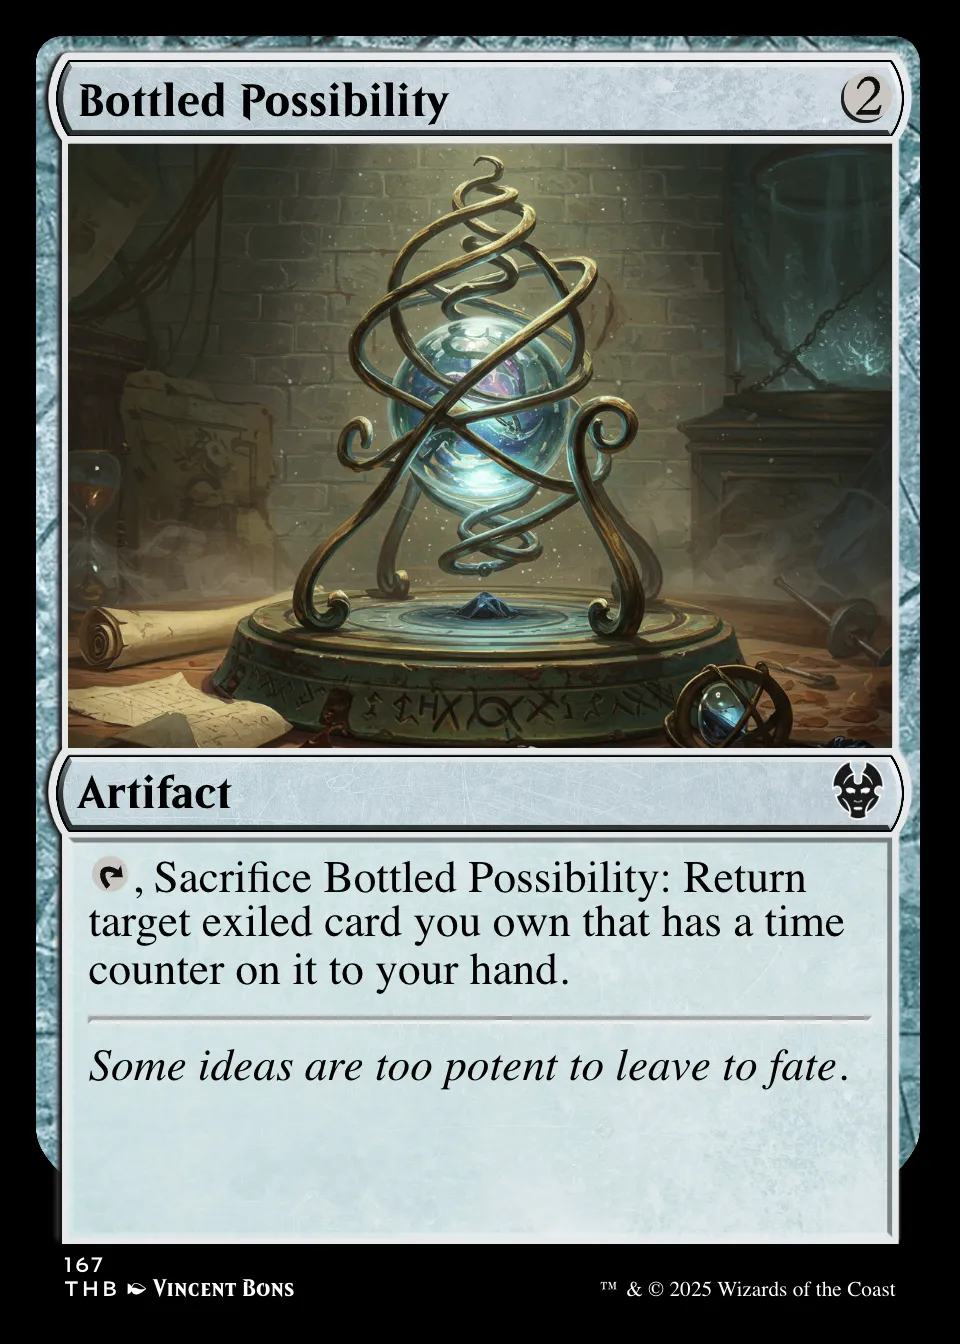 Bottled Possibility 2
Artifact
, Sacrifice Bottled Possibility: Return
target exiled card you own that has a time
counter on it to your hand.
Some ideas are too potent to leave to fate.
167
THB Vincent Bons
™ & © 2025 Wizards of the Coast